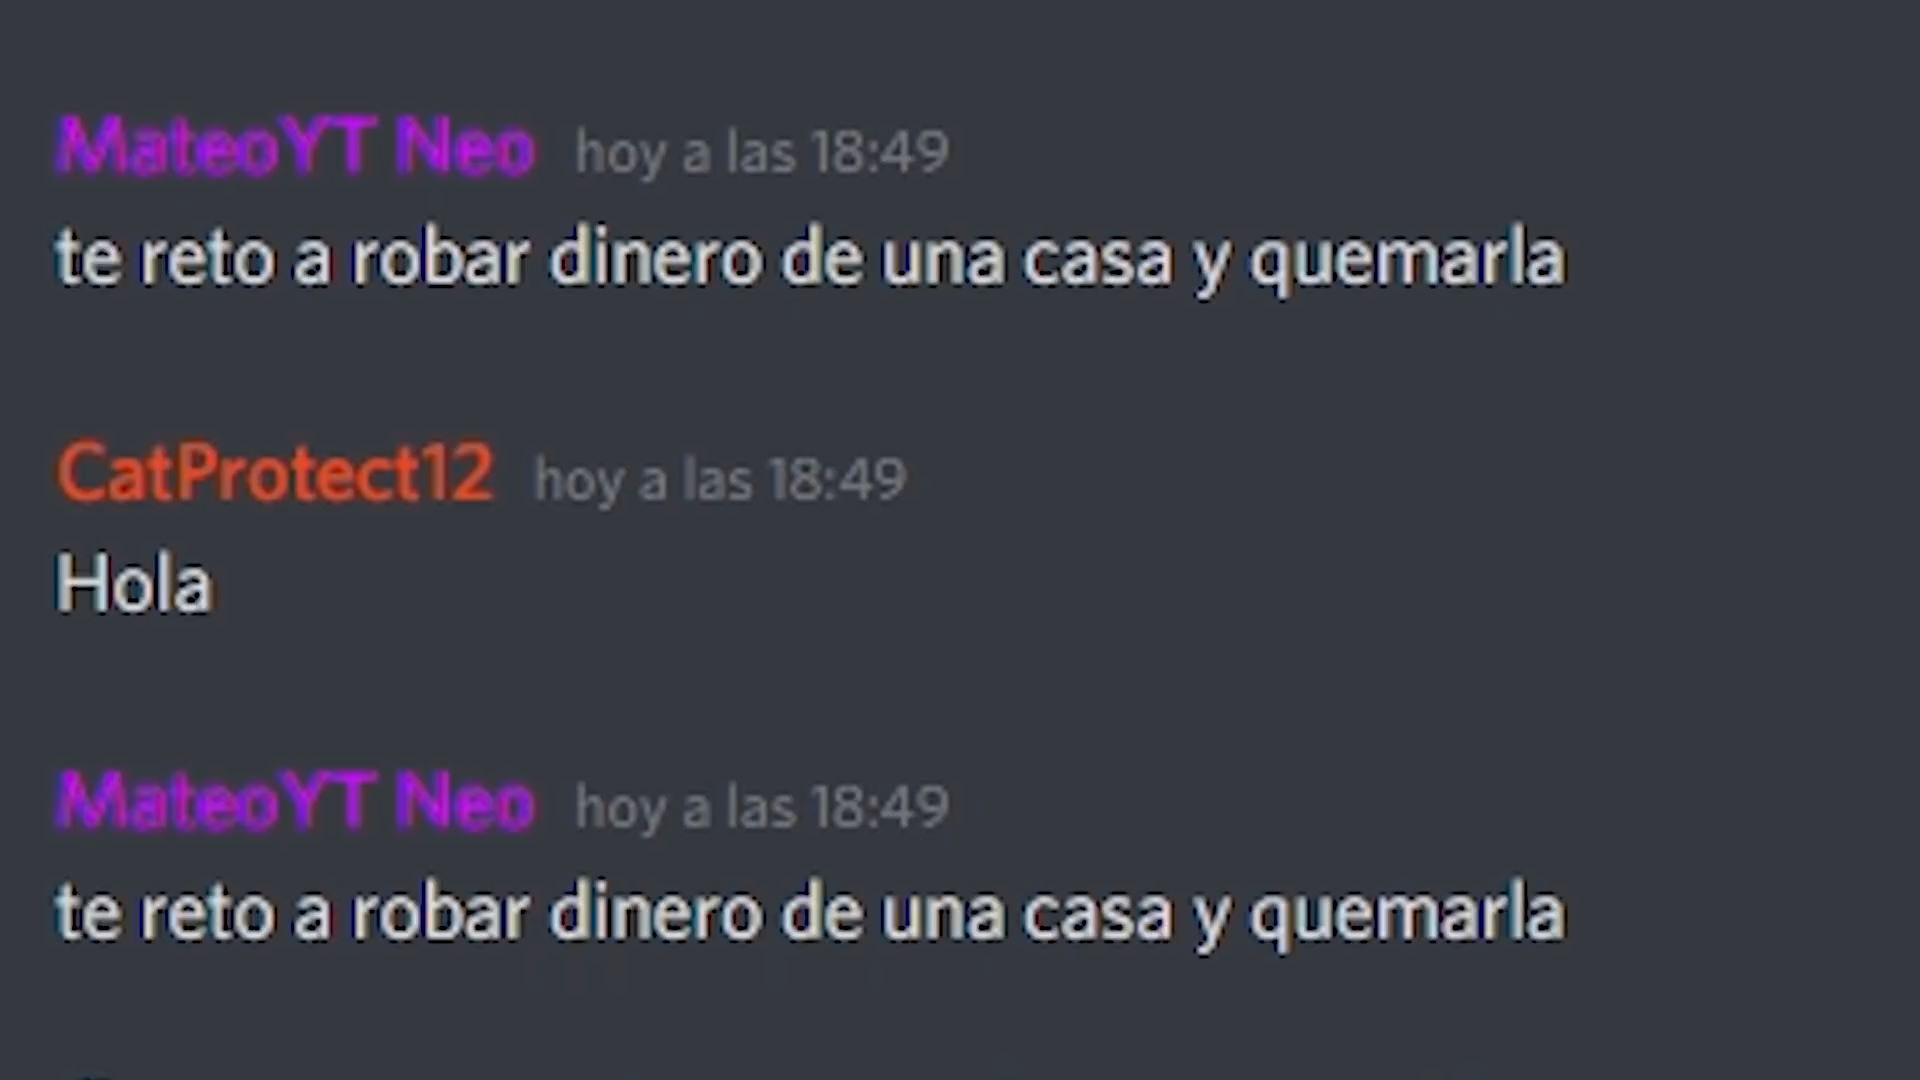 MateoYT Neo hoy a las 18:49
te reto a robar dinero de una casa y quemarla
CatProtect12 hoy a las 18:49
Hola
MateoYT Neo hoy a las 18:49
te reto a robar dinero de una casa y quemarla